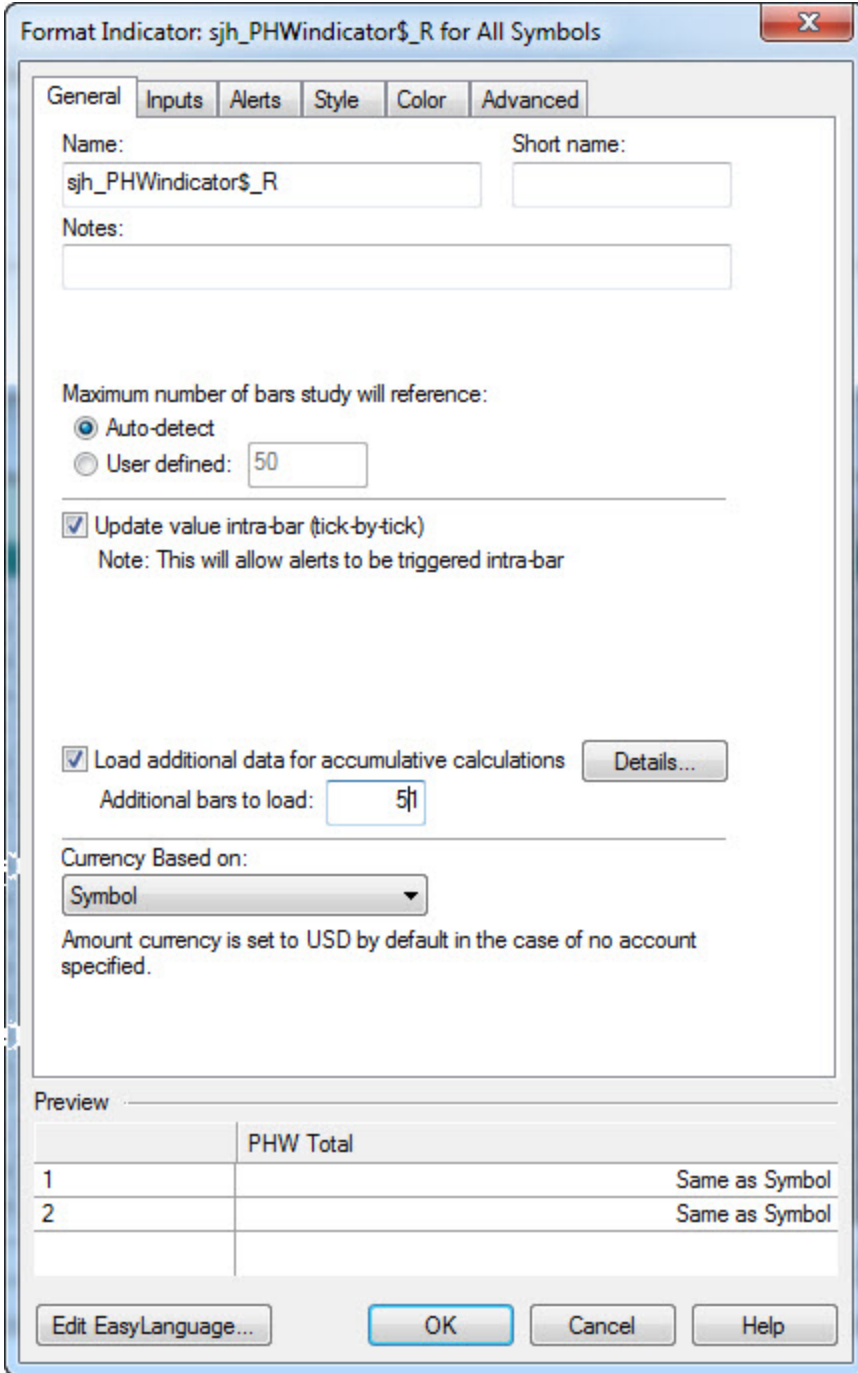 Format Indicator: sjh_PHWindicator$_R for All Symbols
General Inputs Alerts Style Color Advanced
Name: Short name:
sjh_PHWindicator$_R
Notes:
Maximum number of bars study will reference:
Auto-detect
User defined: 50
Update value intra-bar (tick-by-tick)
Note: This will allow alerts to be triggered intra-bar
Load additional data for accumulative calculations Details...
Additional bars to load: 51
Currency Based on:
Symbol
Amount currency is set to USD by default in the case of no account
specified.
Preview
PHW Total
1 Same as Symbol
2 Same as Symbol
Edit EasyLanguage... OK Cancel Help